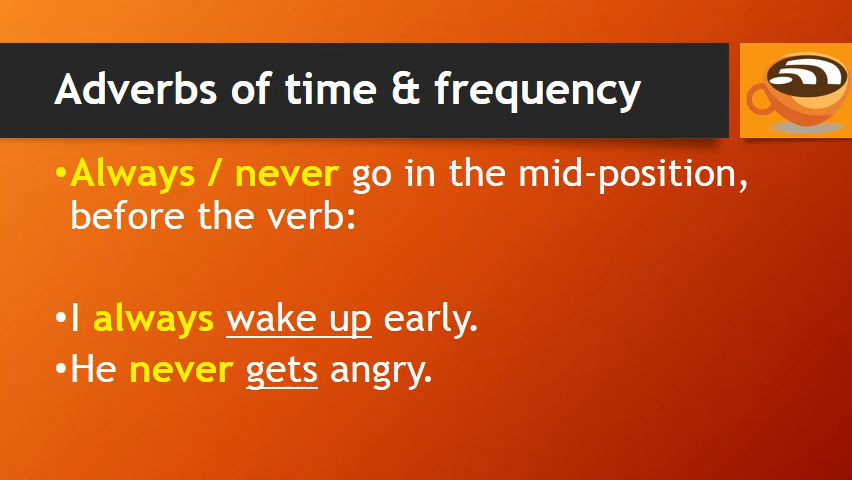 Adverbs of time & frequency
•Always / never go in the mid-position,
before the verb:
•I always wake up early.
•He never gets angry.